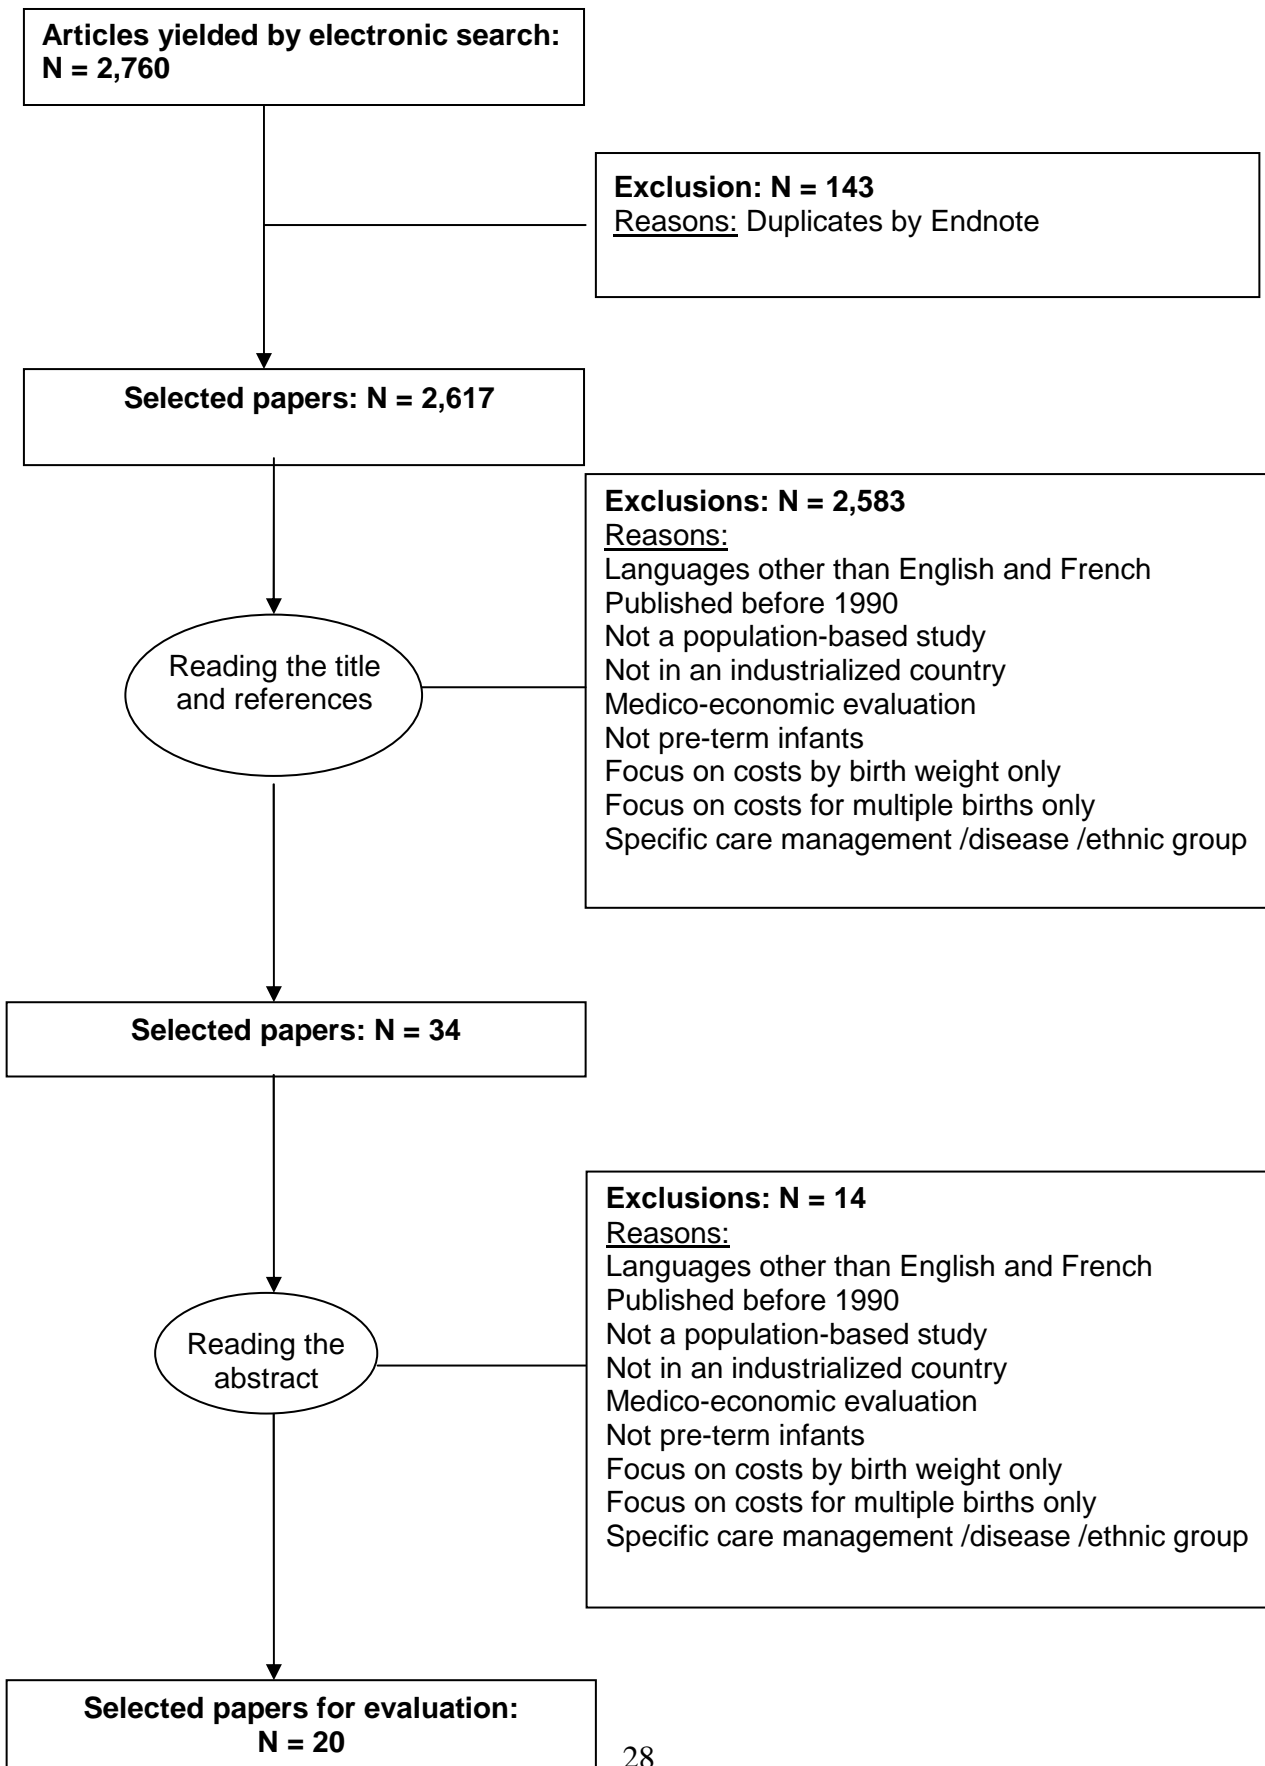 Articles yielded by electronic search:
N = 2,760
Exclusion: N = 143
Reasons: Duplicates by Endnote
Selected papers: N = 2,617
Exclusions: N = 2,583
Reasons:
Languages other than English and French
Published before 1990
Not a population-based study
Not in an industrialized country
Medico-economic evaluation
Not pre-term infants
Focus on costs by birth weight only
Focus on costs for multiple births only
Specific care management /disease /ethnic group
Reading the title
and references
Selected papers: N = 34
Exclusions: N = 14
Reasons:
Languages other than English and French
Published before 1990
Not a population-based study
Not in an industrialized country
Medico-economic evaluation
Not pre-term infants
Focus on costs by birth weight only
Focus on costs for multiple births only
Specific care management /disease /ethnic group
Reading the
abstract
Selected papers for evaluation:
N = 20
28